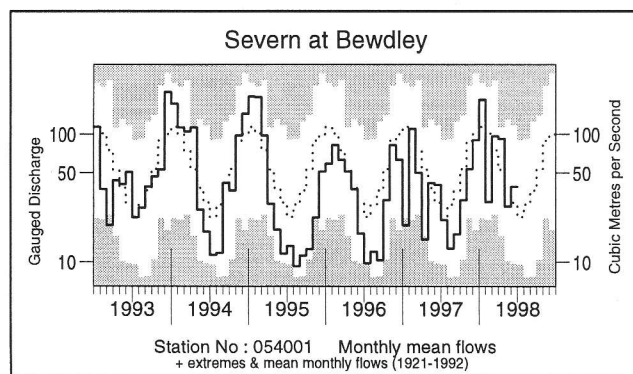 Severn at Bewdley
Gauged Discharge
100
50
10
100
50
10
Cubic Metres per Second
1993 1994 1995 1996 1997 1998
Station No : 054001 Monthly mean flows
+ extremes & mean monthly flows (1921-1992)